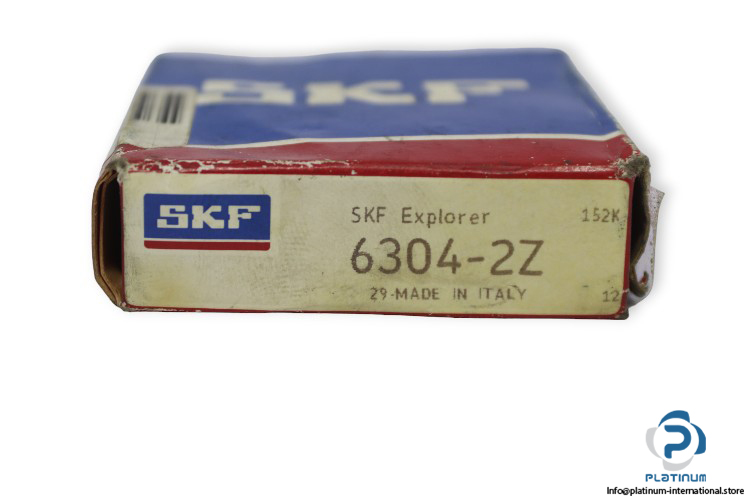 SKF
SKF
SKF Explorer
152K
6304-2Z
29-MADE IN ITALY
12
PLATINUM
Info@platinum-international.store